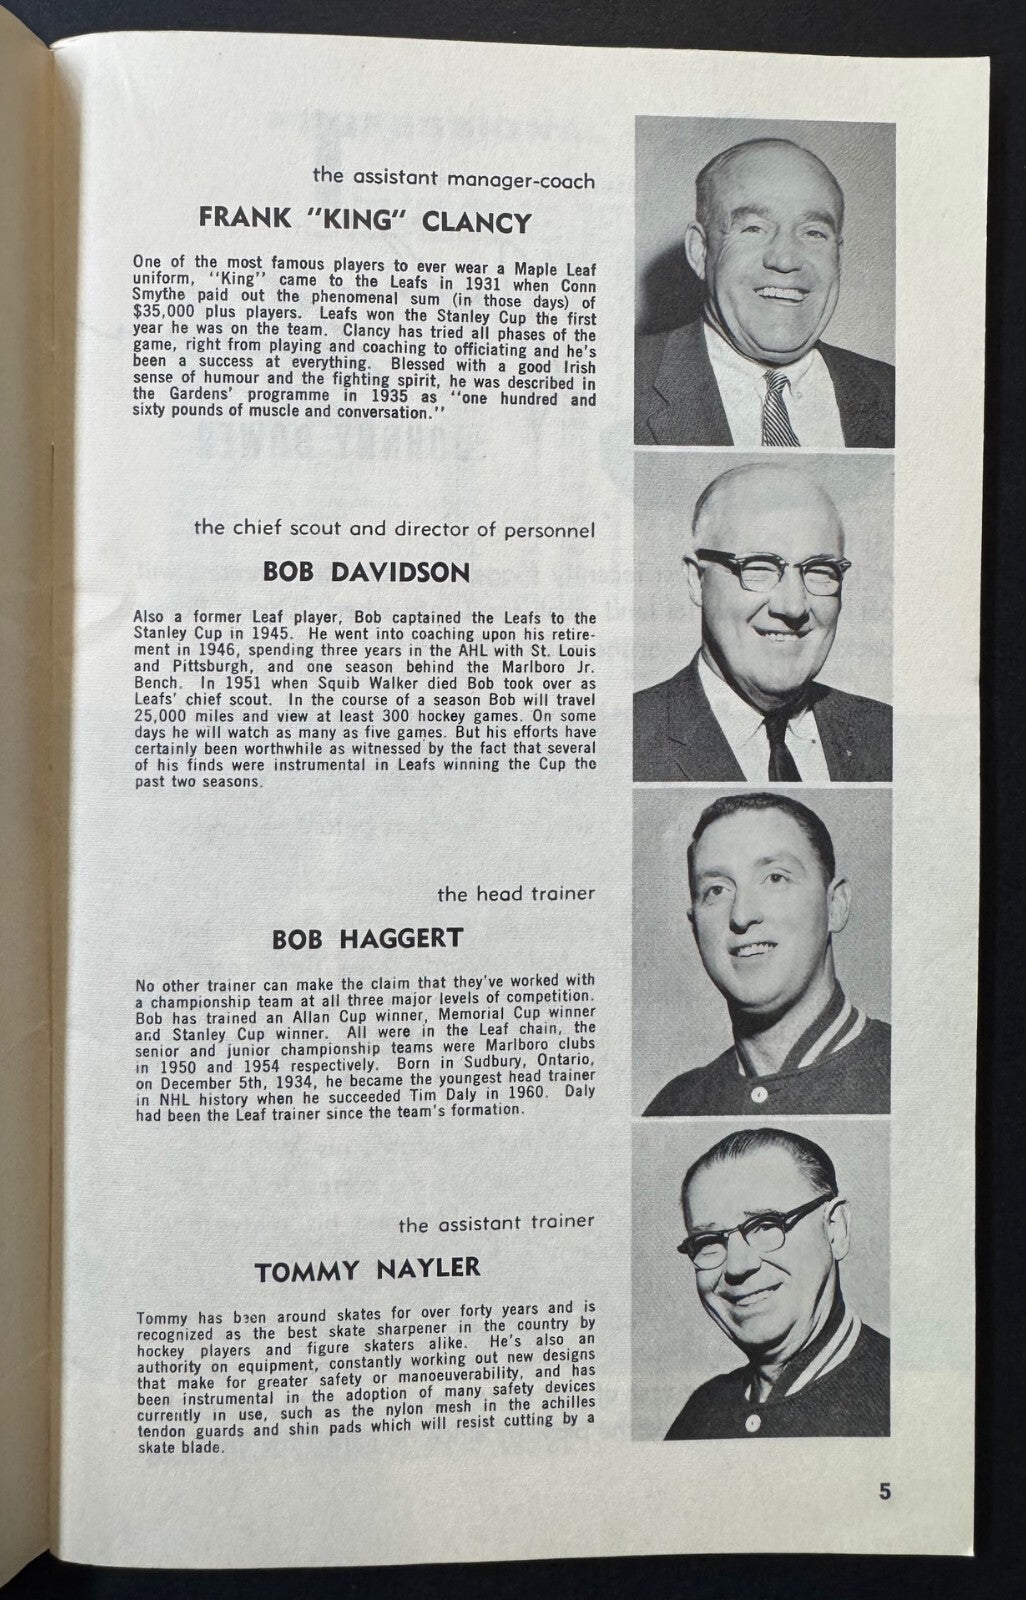 the assistant manager-coach
FRANK "KING" CLANCY
One of the most famous players to ever wear a Maple Leaf
uniform, "King" came to the Leafs in 1931 when Conn
Smythe paid out the phenomenal sum (in those days) of
$35,000 plus players. Leafs won the Stanley Cup the first
year he was on the team. Clancy has tried all phases of the
game, right from playing and coaching to officiating and he's
been a success at everything. Blessed with a good Irish
sense of humour and the fighting spirit, he was described in
the Gardens' programme in 1935 as "one hundred and
sixty pounds of muscle and conversation."
the chief scout and director of personnel
BOB DAVIDSON
Also a former Leaf player, Bob captained the Leafs to the
Stanley Cup in 1945. He went into coaching upon his retire-
ment in 1946, spending three years in the AHL with St. Louis
and Pittsburgh, and one season behind the Marlboro Jr.
Bench. In 1951 when Squib Walker died Bob took over as
Leafs' chief scout. In the course of a season Bob will travel
25,000 miles and view at least 300 hockey games. On some
days he will watch as many as five games. But his efforts have
certainly been worthwhile as witnessed by the fact that several
of his finds were instrumental in Leafs winning the Cup the
past two seasons.
the head trainer
BOB HAGGERT
No other trainer can make the claim that they've worked with
a championship team at all three major levels of competition.
Bob has trained an Allan Cup winner, Memorial Cup winner
and Stanley Cup winner. All were in the Leaf chain, the
senior and junior championship teams were Marlboro clubs
in 1950 and 1954 respectively. Born in Sudbury, Ontario,
on December 5th, 1934, he became the youngest head trainer
in NHL history when he succeeded Tim Daly in 1960. Daly
had been the Leaf trainer since the team's formation.
the assistant trainer
TOMMY NAYLER
Tommy has been around skates for over forty years and is
recognized as the best skate sharpener in the country by
hockey players and figure skaters alike. He's also an
authority on equipment, constantly working out new designs
that make for greater safety or manoeuverability, and has
been instrumental in the adoption of many safety devices
currently in use, such as the nylon mesh in the achilles
tendon guards and shin pads which will resist cutting by a
skate blade.
5